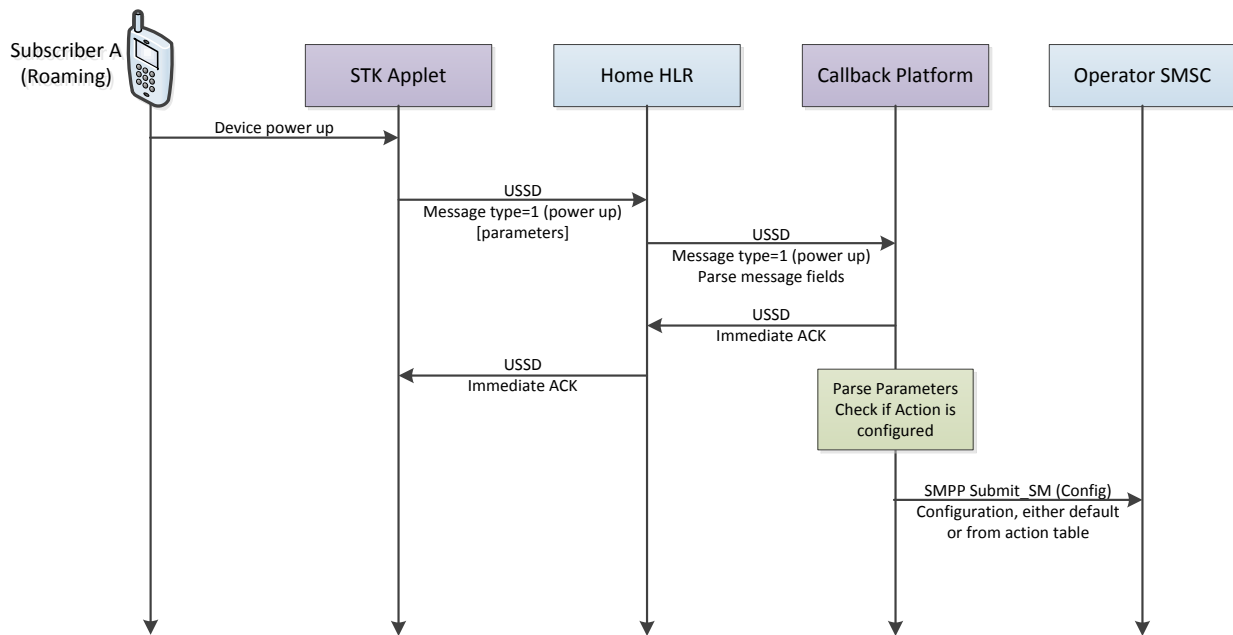 Subscriber A
(Roaming)
STK Applet
Home HLR
Callback Platform
Operator SMSC
Device power up
USSD
Message type=1 (power up)
[parameters]
USSD
Message type=1 (power up)
Parse message fields
USSD
Immediate ACK
USSD
Immediate ACK
Parse Parameters
Check if Action is
configured
SMPP Submit_SM (Config)
Configuration, either default
or from action table